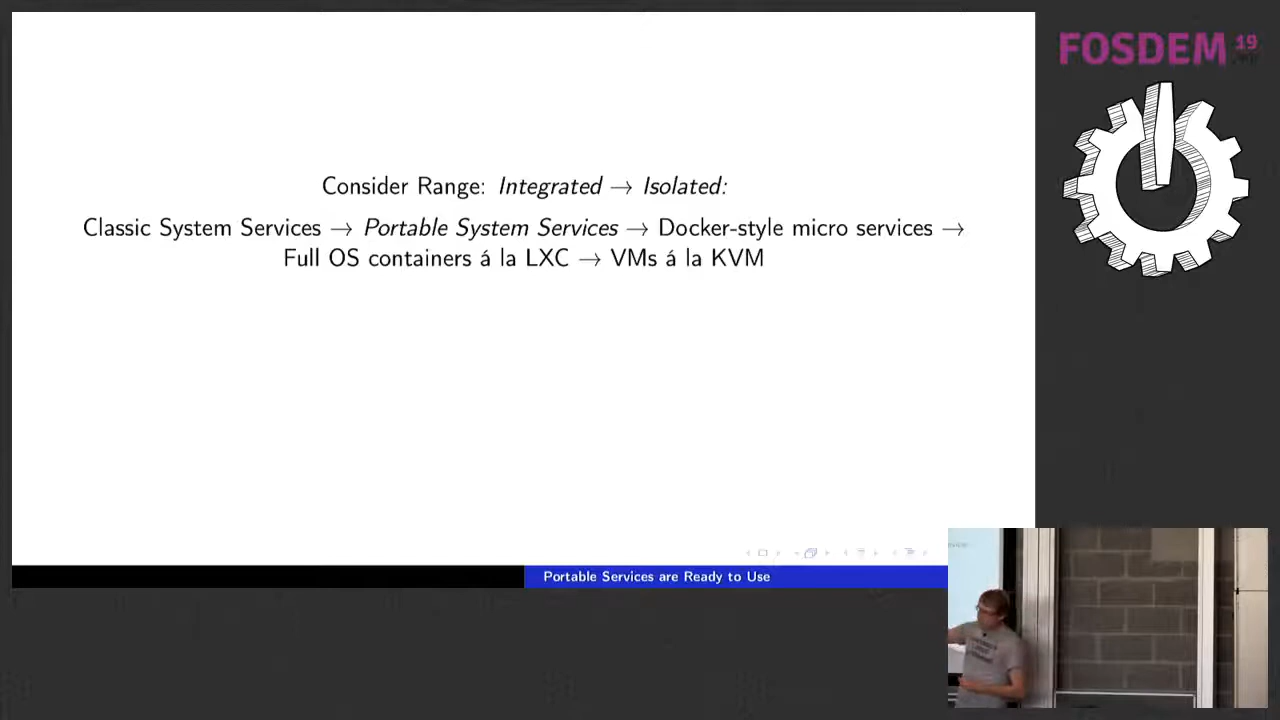 FOSDEM 19
Consider Range: Integrated → Isolated:
Classic System Services → Portable System Services → Docker-style micro services →
Full OS containers á la LXC → VMs á la KVM
Portable Services are Ready to Use